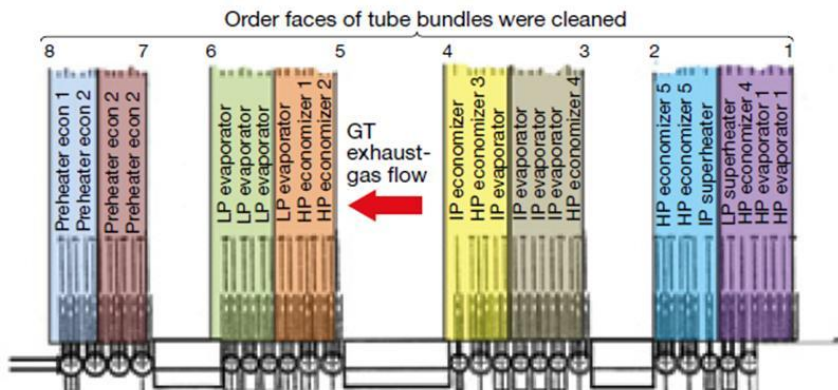 Order faces of tube bundles were cleaned
8 7 6 5 4 3 2 1
Preheater econ 1
Preheater econ 2
Preheater econ 2
Preheater econ 2
LP evaporator
LP evaporator
LP evaporator
LP evaporator
HP economizer 1
HP economizer 2
GT
exhaust-
gas flow
IP economizer
HP economizer 3
IP evaporator
IP evaporator
IP evaporator
IP evaporator
HP economizer 4
HP economizer 5
HP economizer 5
IP superheater
LP superheater
HP economizer 4
HP evaporator 1
HP evaporator 1